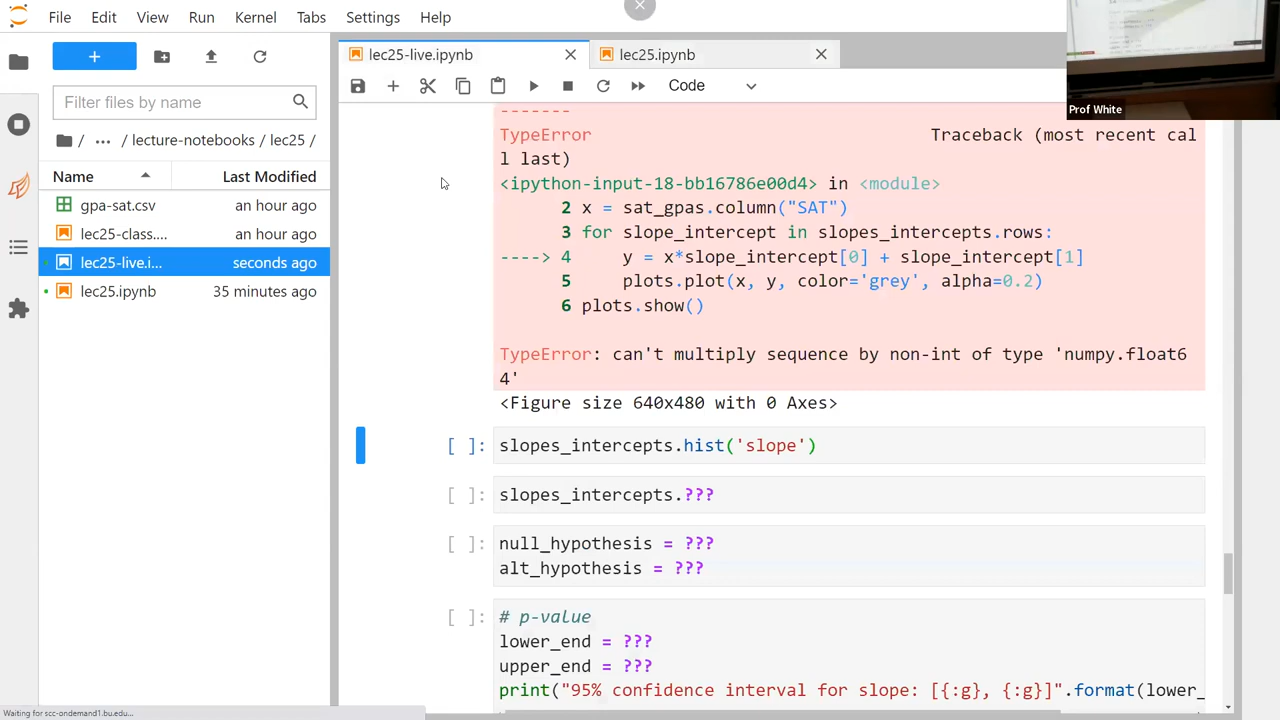 File Edit View Run Kernel Tabs Settings Help
Prof White
lec25-live.ipynb
lec25.ipynb
Code
Filter files by name
/ ... / lecture-notebooks / lec25 /
Name Last Modified
gpa-sat.csv an hour ago
lec25-class.... an hour ago
lec25-live.i... seconds ago
lec25.ipynb 35 minutes ago
-------
TypeError Traceback (most recent cal
l last)
<ipython-input-18-bb16786e00d4> in <module>
2 x = sat_gpas.column("SAT")
3 for slope_intercept in slopes_intercepts.rows:
----> 4 y = x*slope_intercept[0] + slope_intercept[1]
5 plots.plot(x, y, color='grey', alpha=0.2)
6 plots.show()
TypeError: can't multiply sequence by non-int of type 'numpy.float6
4'
<Figure size 640x480 with 0 Axes>
[ ]: slopes_intercepts.hist('slope')
[ ]: slopes_intercepts.???
[ ]: null_hypothesis = ???
alt_hypothesis = ???
[ ]: # p-value
lower_end = ???
upper_end = ???
print("95% confidence interval for slope: [{:g}, {:g}]".format(lower_
Waiting for scc-ondemand1.bu.edu...